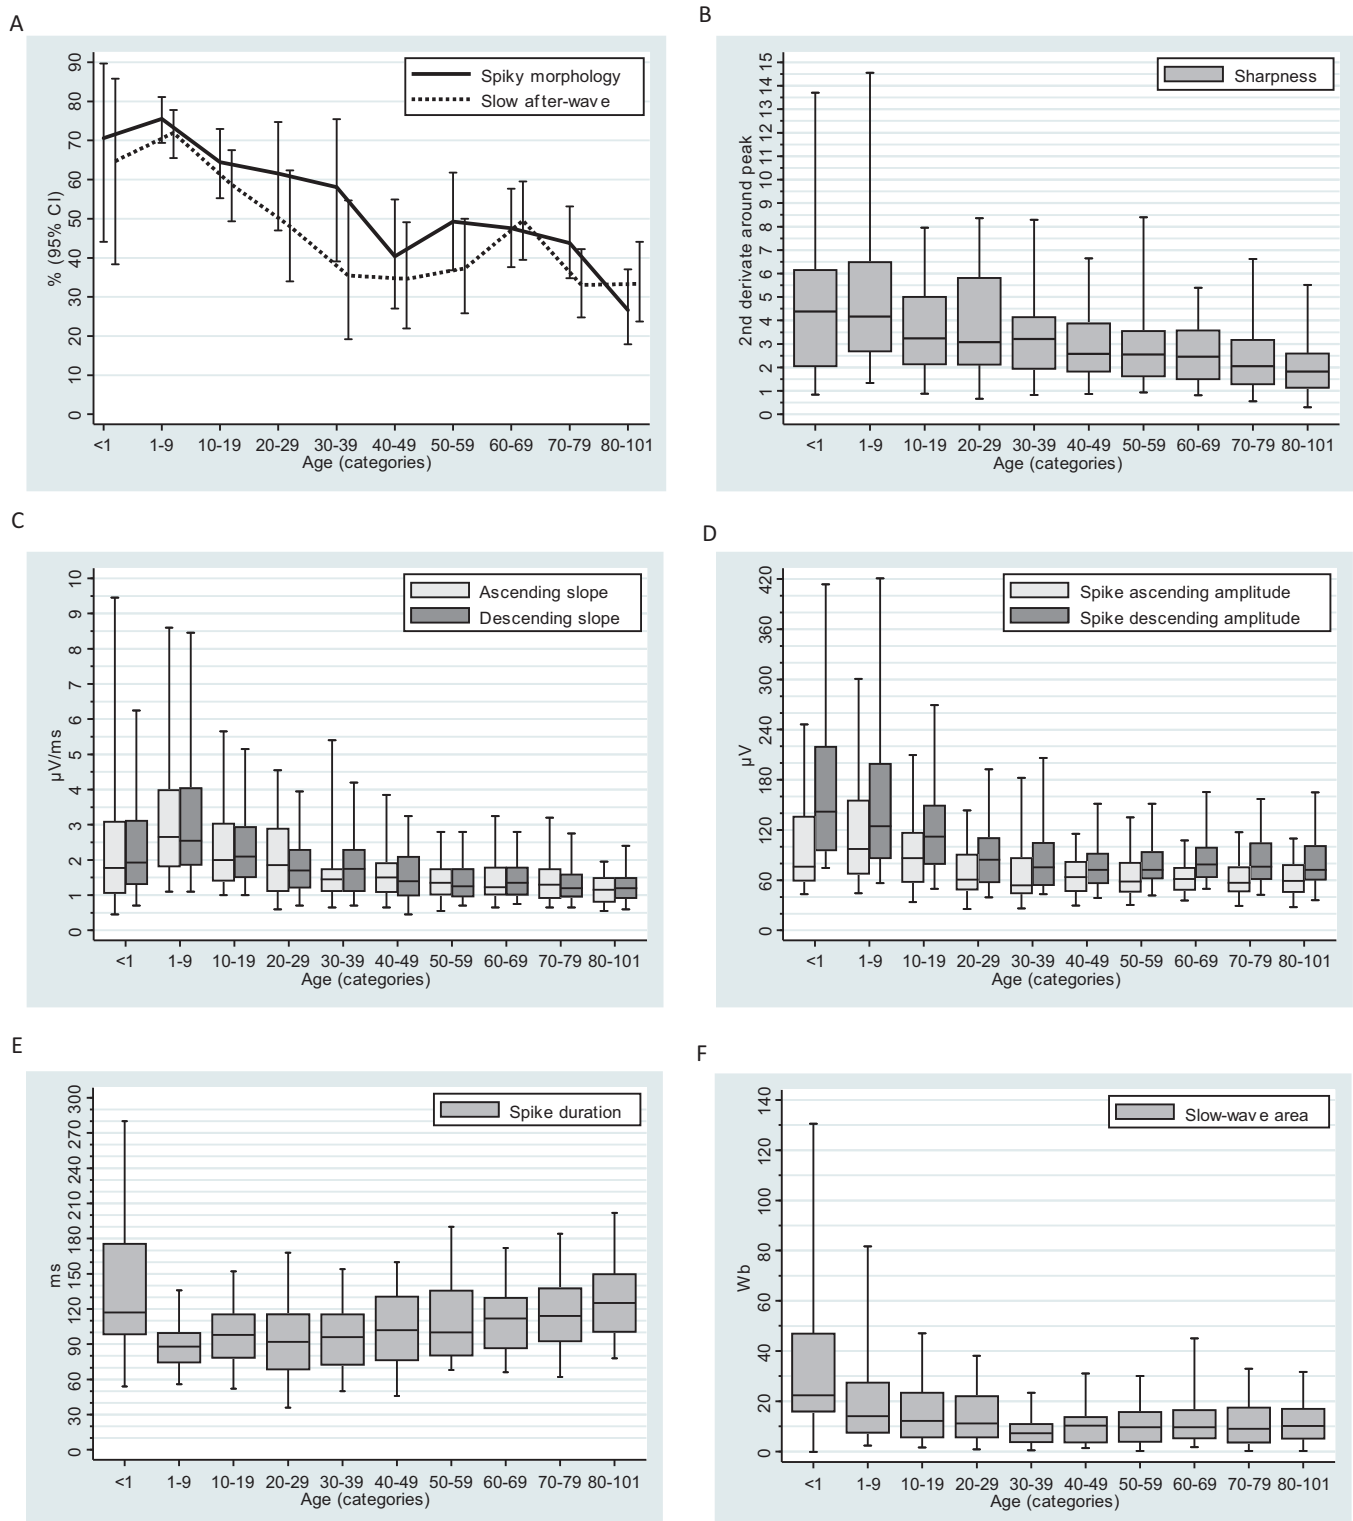 A
% (95% CI)
0 10 20 30 40 50 60 70 80 90
Spiky morphology
Slow after-wave
<1 1-9 10-19 20-29 30-39 40-49 50-59 60-69 70-79 80-101
Age (categories)
B
2nd derivate around peak
0 1 2 3 4 5 6 7 8 9 10 11 12 13 14 15
Sharpness
<1 1-9 10-19 20-29 30-39 40-49 50-59 60-69 70-79 80-101
Age (categories)
C
µV/ms
0 1 2 3 4 5 6 7 8 9 10
Ascending slope
Descending slope
<1 1-9 10-19 20-29 30-39 40-49 50-59 60-69 70-79 80-101
Age (categories)
D
µV
0 60 120 180 240 300 360 420
Spike ascending amplitude
Spike descending amplitude
<1 1-9 10-19 20-29 30-39 40-49 50-59 60-69 70-79 80-101
Age (categories)
E
ms
0 30 60 90 120 150 180 210 240 270 300
Spike duration
<1 1-9 10-19 20-29 30-39 40-49 50-59 60-69 70-79 80-101
Age (categories)
F
Wb
0 20 40 60 80 100 120 140
Slow-wave area
<1 1-9 10-19 20-29 30-39 40-49 50-59 60-69 70-79 80-101
Age (categories)